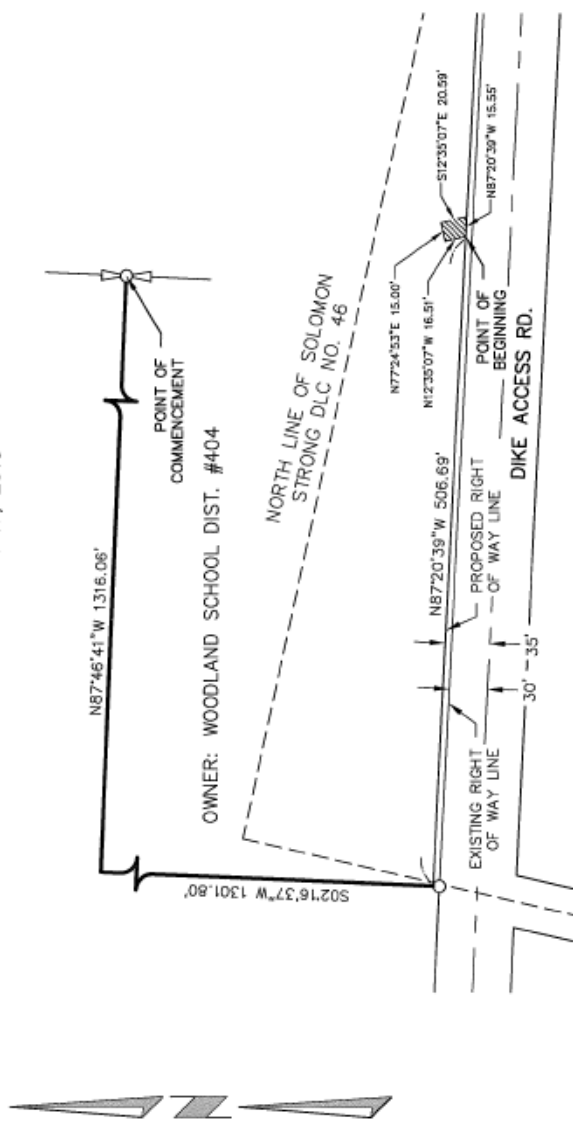 N87°46'41"W 1316.06'
POINT OF
COMMENCEMENT
OWNER: WOODLAND SCHOOL DIST. #404
S02°16'37"W 1301.80'
NORTH LINE OF SOLOMON
STRONG DLC NO. 46
N77°24'53"E 15.00'
S12°35'07"E 20.59'
N12°35'07"W 16.51'
N87°20'39"W 15.55'
POINT OF
BEGINNING
N87°20'39"W 506.69'
PROPOSED RIGHT
OF WAY LINE
DIKE ACCESS RD.
EXISTING RIGHT
OF WAY LINE
30'
35'
N